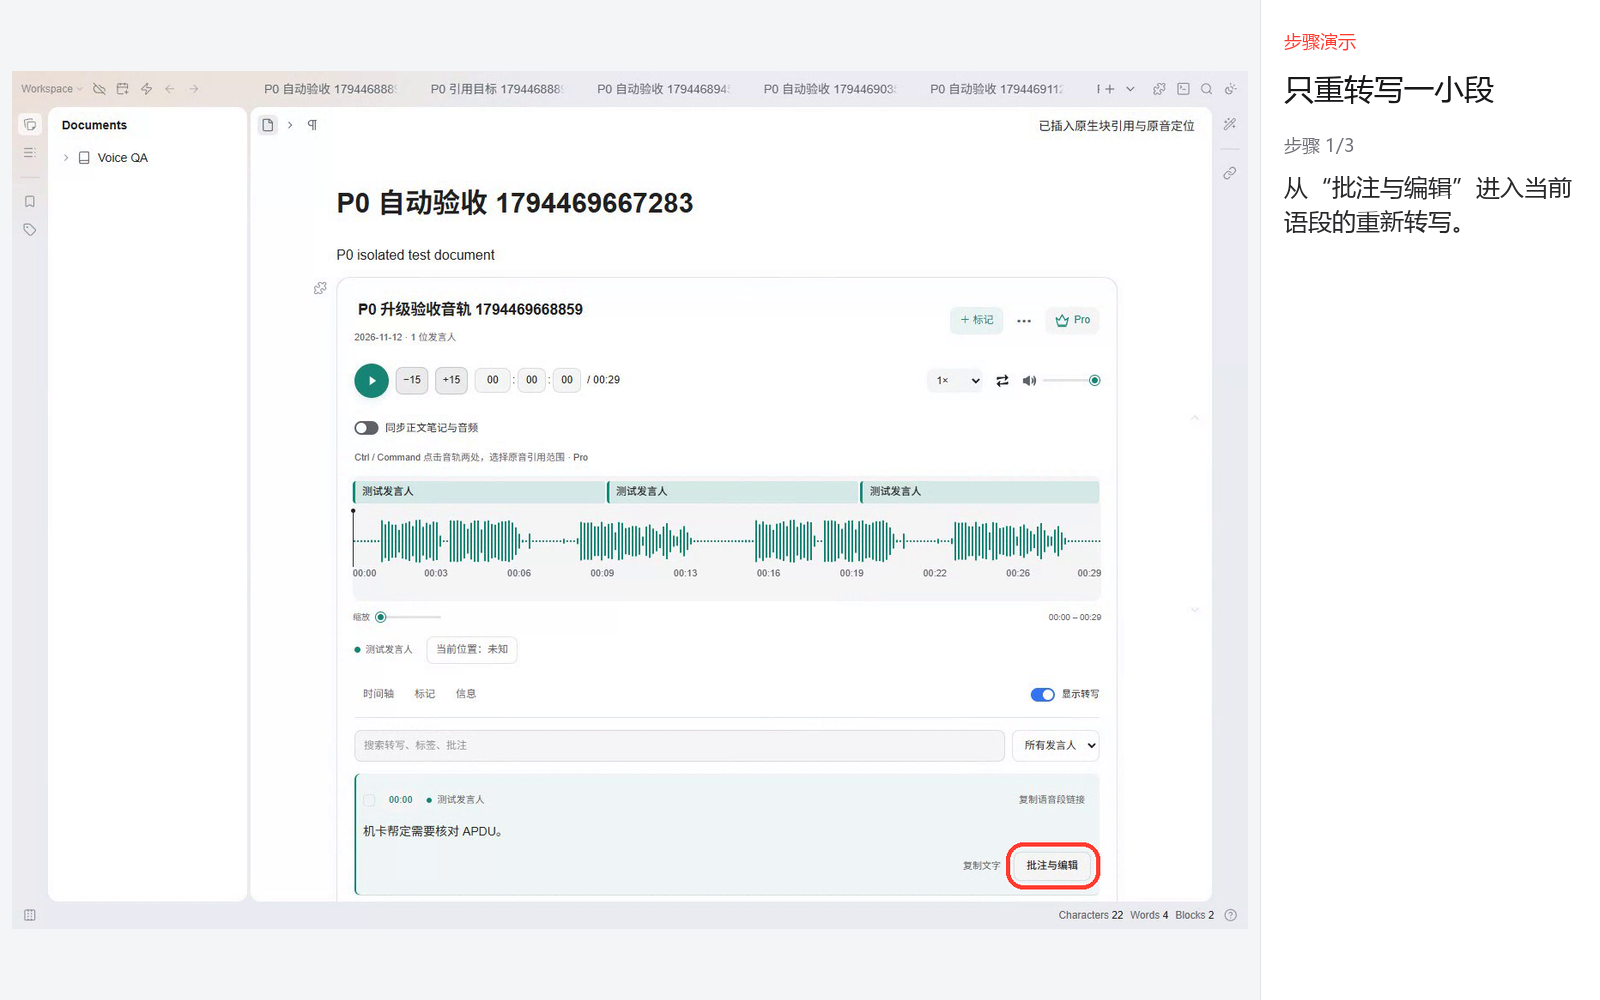 步骤演示
只重转写一小段
步骤 1/3
从“批注与编辑”进入当前
语段的重新转写。
Workspace
P0 自动验收 179446888
P0 引用目标 179446888
P0 自动验收 179446894
P0 自动验收 179446903
P0 自动验收 179446911
Documents
Voice QA
已插入原生块引用与原音定位
P0 自动验收 1794469667283
P0 isolated test document
P0 升级验收音轨 1794469668859
2026-11-12 · 1 位发言人
+ 标记
Pro
−15 +15 00 : 00 : 00 / 00:29
1×
同步正文笔记与音频
Ctrl / Command 点击音轨两处，选择原音引用范围 · Pro
测试发言人 测试发言人 测试发言人
00:00 00:03 00:06 00:09 00:13 00:16 00:19 00:22 00:26 00:29
缩放
00:00 – 00:29
测试发言人 当前位置：未知
时间轴 标记 信息
显示转写
搜索转写、标签、批注
所有发言人
00:00 测试发言人
复制语音段链接
机卡帮定需要核对 APDU。
复制文字 批注与编辑
Characters 22 Words 4 Blocks 2